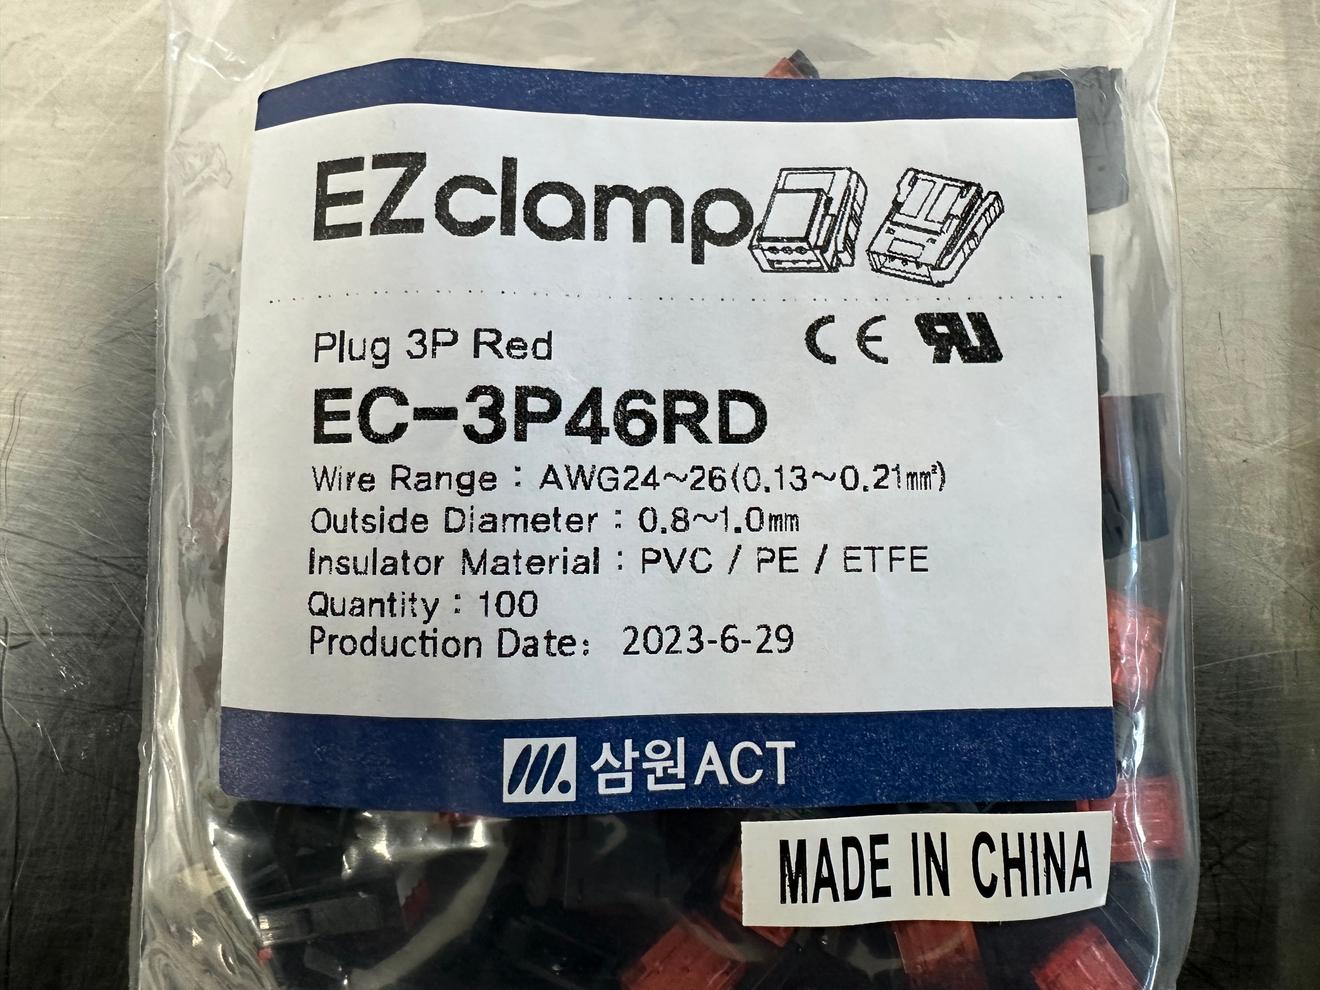 EZclamp
CE RU
Plug 3P Red
EC-3P46RD
Wire Range : AWG24~26(0.13~0.21㎟)
Outside Diameter : 0.8~1.0㎜
Insulator Material : PVC / PE / ETFE
Quantity : 100
Production Date: 2023-6-29
삼원ACT
MADE IN CHINA